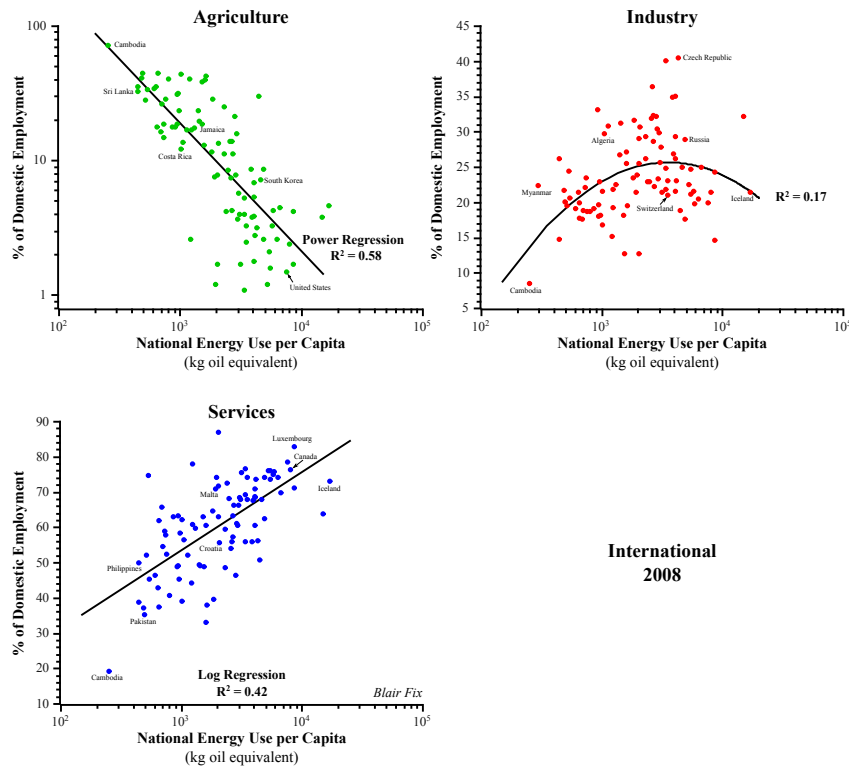 Agriculture
% of Domestic Employment
100
10
1
Cambodia
Sri Lanka
Jamaica
Costa Rica
South Korea
Power Regression
R² = 0.58
United States
10² 10³ 10⁴ 10⁵
National Energy Use per Capita
(kg oil equivalent)
Industry
% of Domestic Employment
45
40
35
30
25
20
15
10
5
Czech Republic
Algeria
Russia
Myanmar
Switzerland
Iceland
R² = 0.17
Cambodia
10² 10³ 10⁴ 10⁵
National Energy Use per Capita
(kg oil equivalent)
Services
% of Domestic Employment
90
80
70
60
50
40
30
20
10
Luxembourg
Canada
Malta
Iceland
Croatia
Philippines
Pakistan
Cambodia
Log Regression
R² = 0.42
Blair Fix
10² 10³ 10⁴ 10⁵
National Energy Use per Capita
(kg oil equivalent)
International
2008